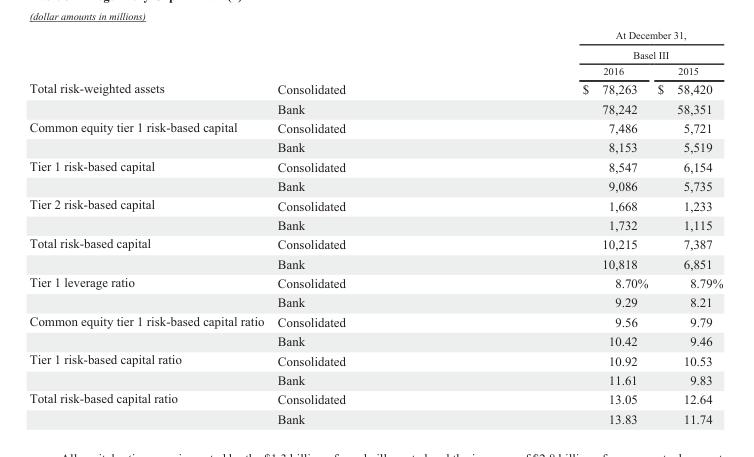 (dollar amounts in millions)
At December 31,
Basel III
2016 2015
Total risk-weighted assets Consolidated $ 78,263 $ 58,420
Bank 78,242 58,351
Common equity tier 1 risk-based capital Consolidated 7,486 5,721
Bank 8,153 5,519
Tier 1 risk-based capital Consolidated 8,547 6,154
Bank 9,086 5,735
Tier 2 risk-based capital Consolidated 1,668 1,233
Bank 1,732 1,115
Total risk-based capital Consolidated 10,215 7,387
Bank 10,818 6,851
Tier 1 leverage ratio Consolidated 8.70% 8.79%
Bank 9.29 8.21
Common equity tier 1 risk-based capital ratio Consolidated 9.56 9.79
Bank 10.42 9.46
Tier 1 risk-based capital ratio Consolidated 10.92 10.53
Bank 11.61 9.83
Total risk-based capital ratio Consolidated 13.05 12.64
Bank 13.83 11.74